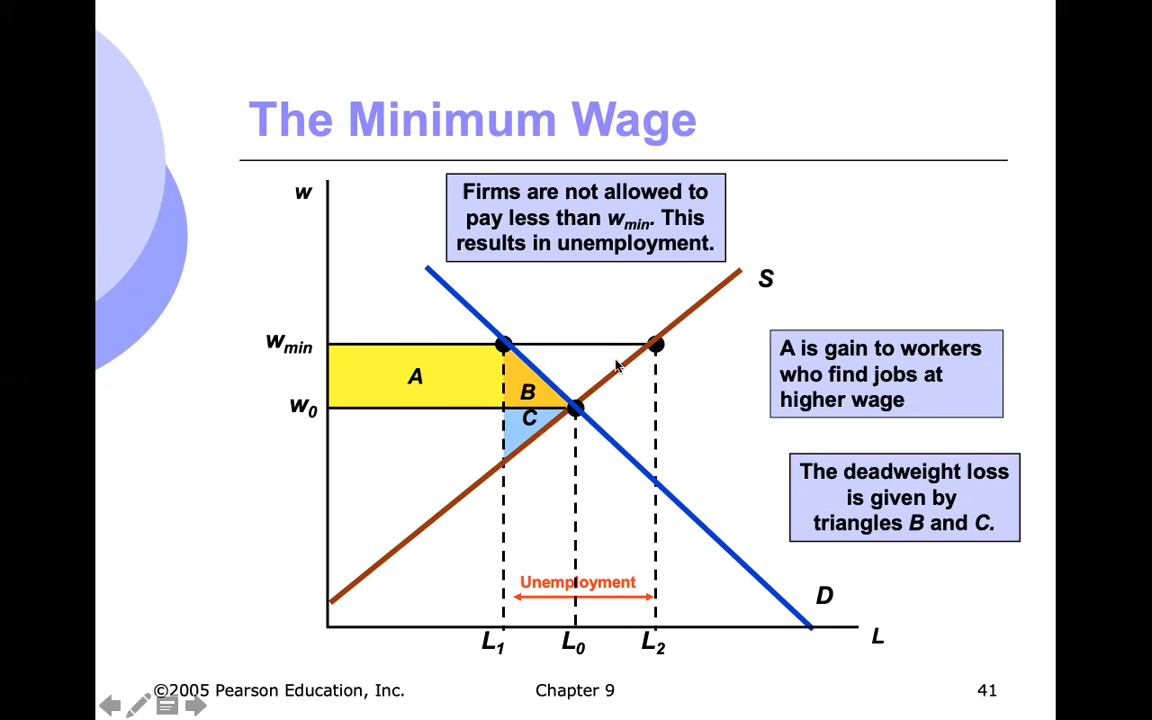 The Minimum Wage
w
Firms are not allowed to
pay less than wmin. This
results in unemployment.
S
wmin
A is gain to workers
who find jobs at
higher wage
A
B
w0
C
The deadweight loss
is given by
triangles B and C.
Unemployment
D
L1
L0
L2
L
©2005 Pearson Education, Inc.
Chapter 9
41